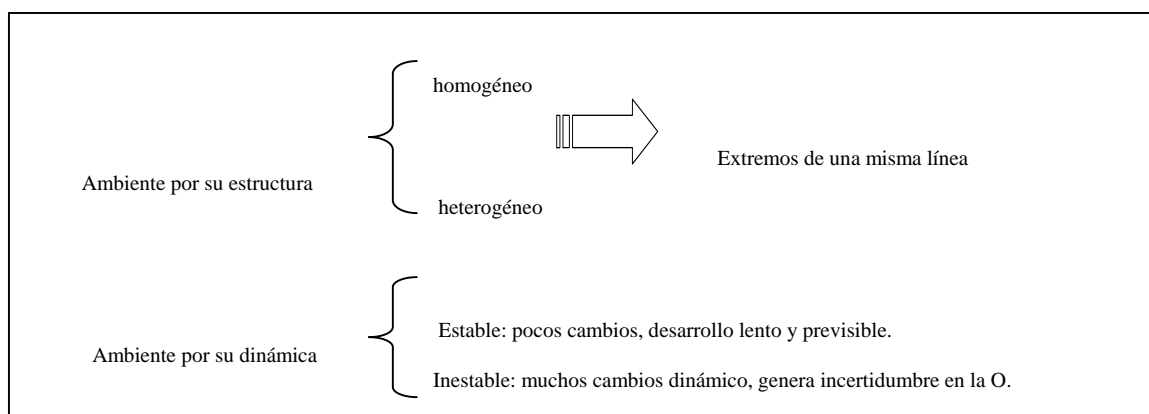 homogéneo
Extremos de una misma línea
Ambiente por su estructura
heterogéneo
Estable: pocos cambios, desarrollo lento y previsible.
Ambiente por su dinámica
Inestable: muchos cambios dinámico, genera incertidumbre en la O.